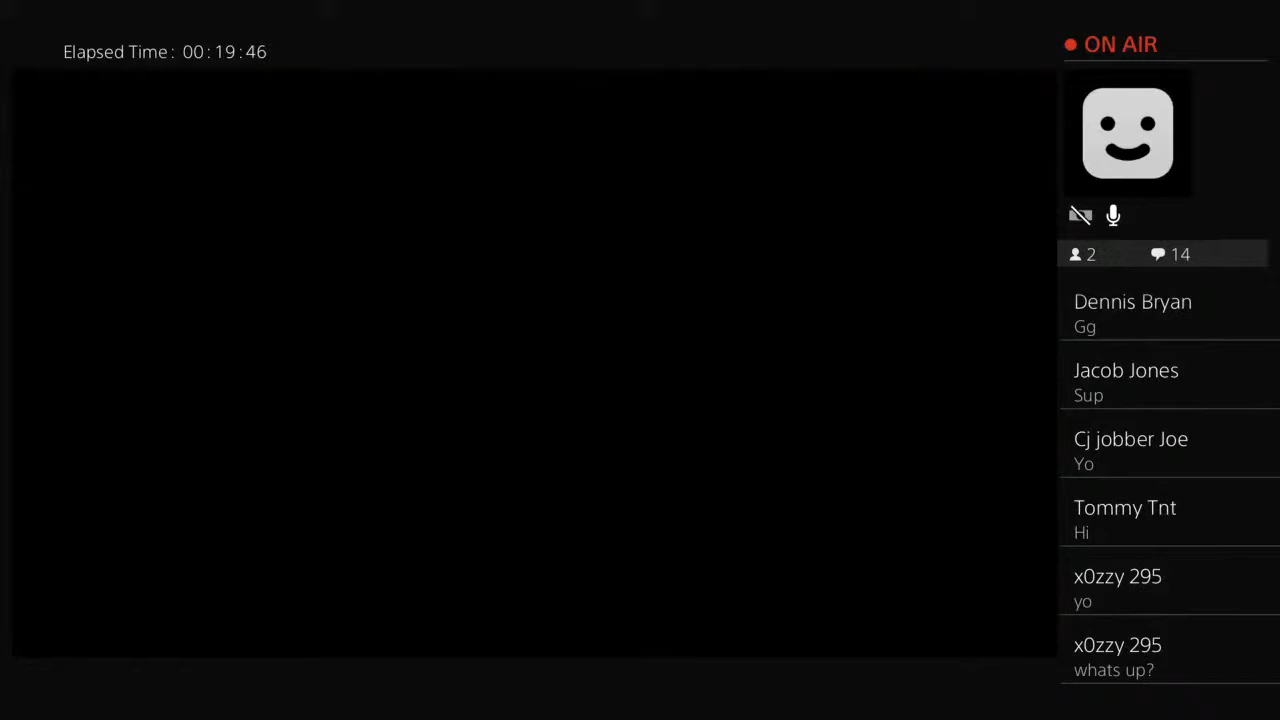 Elapsed Time: 00:19:46
ON AIR
2 14
Dennis Bryan
Gg
Jacob Jones
Sup
Cj jobber Joe
Yo
Tommy Tnt
Hi
x0zzy 295
yo
x0zzy 295
whats up?